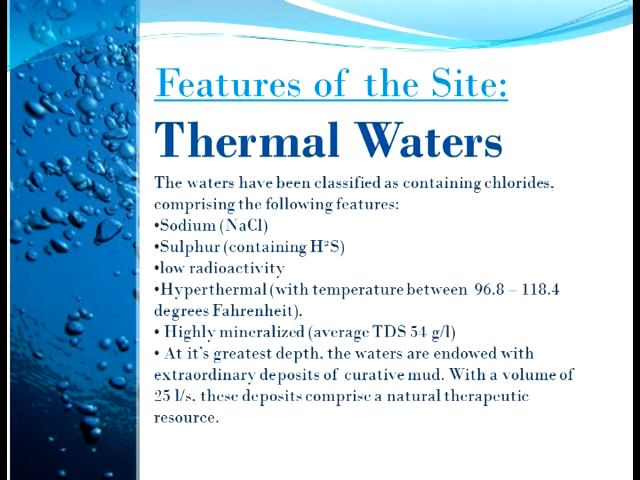 Features of the Site:
Thermal Waters
The waters have been classified as containing chlorides,
comprising the following features:
•Sodium (NaCl)
•Sulphur (containing H²S)
•low radioactivity
•Hyperthermal (with temperature between 96.8 – 118.4
degrees Fahrenheit),
• Highly mineralized (average TDS 54 g/l)
• At it's greatest depth, the waters are endowed with
extraordinary deposits of curative mud. With a volume of
25 l/s, these deposits comprise a natural therapeutic
resource.